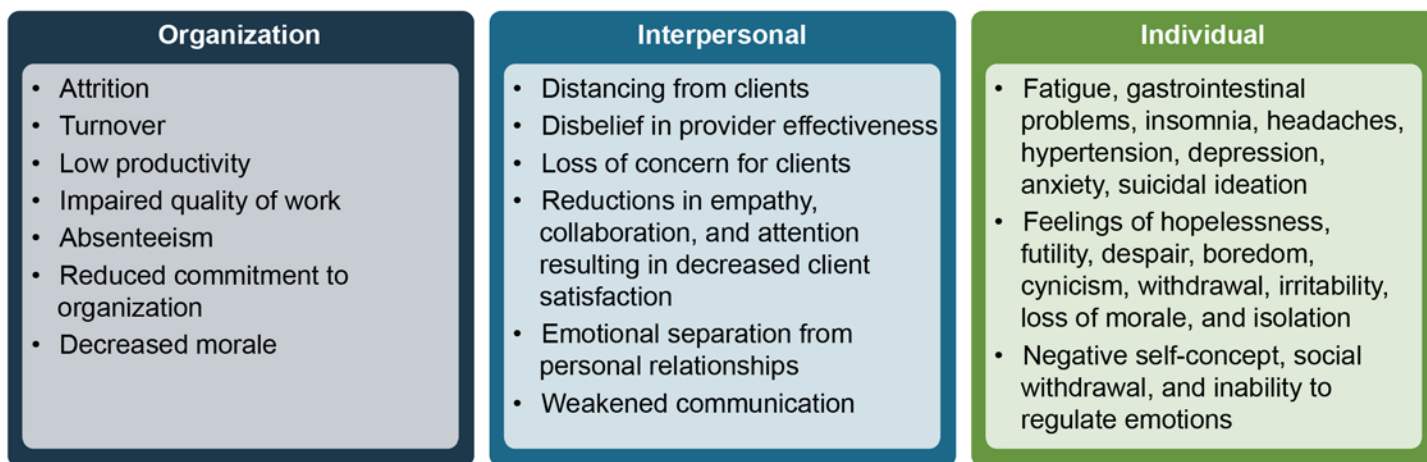 Organization
• Attrition
• Turnover
• Low productivity
• Impaired quality of work
• Absenteeism
• Reduced commitment to
organization
• Decreased morale
Interpersonal
• Distancing from clients
• Disbelief in provider effectiveness
• Loss of concern for clients
• Reductions in empathy,
collaboration, and attention
resulting in decreased client
satisfaction
• Emotional separation from
personal relationships
• Weakened communication
Individual
• Fatigue, gastrointestinal
problems, insomnia, headaches,
hypertension, depression,
anxiety, suicidal ideation
• Feelings of hopelessness,
futility, despair, boredom,
cynicism, withdrawal, irritability,
loss of morale, and isolation
• Negative self-concept, social
withdrawal, and inability to
regulate emotions